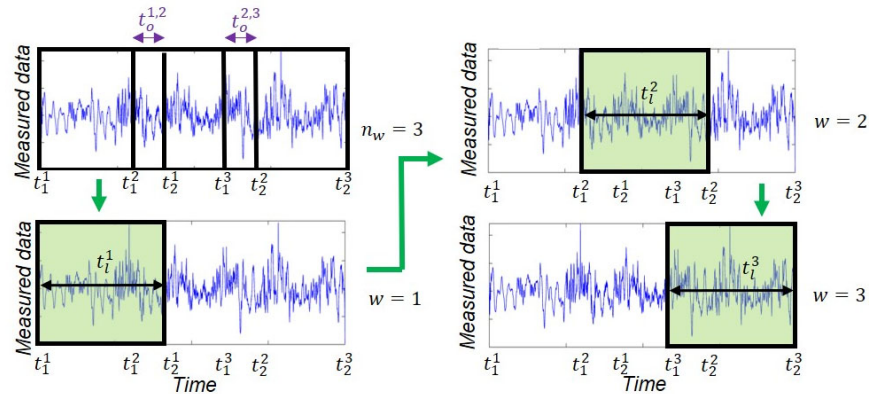 $t_o^{1,2}$ $t_o^{2,3}$
Measured data
$n_w = 3$
$t_1^1$ $t_1^2$ $t_2^1$ $t_1^3$ $t_2^2$ $t_2^3$
Measured data
$t_l^1$
$w = 1$
$t_1^1$ $t_1^2$ $t_2^1$ $t_1^3$ $t_2^2$ $t_2^3$
Time
Measured data
$t_l^2$
$w = 2$
$t_1^1$ $t_1^2$ $t_2^1$ $t_1^3$ $t_2^2$ $t_2^3$
Measured data
$t_l^3$
$w = 3$
$t_1^1$ $t_1^2$ $t_2^1$ $t_1^3$ $t_2^2$ $t_2^3$
Time